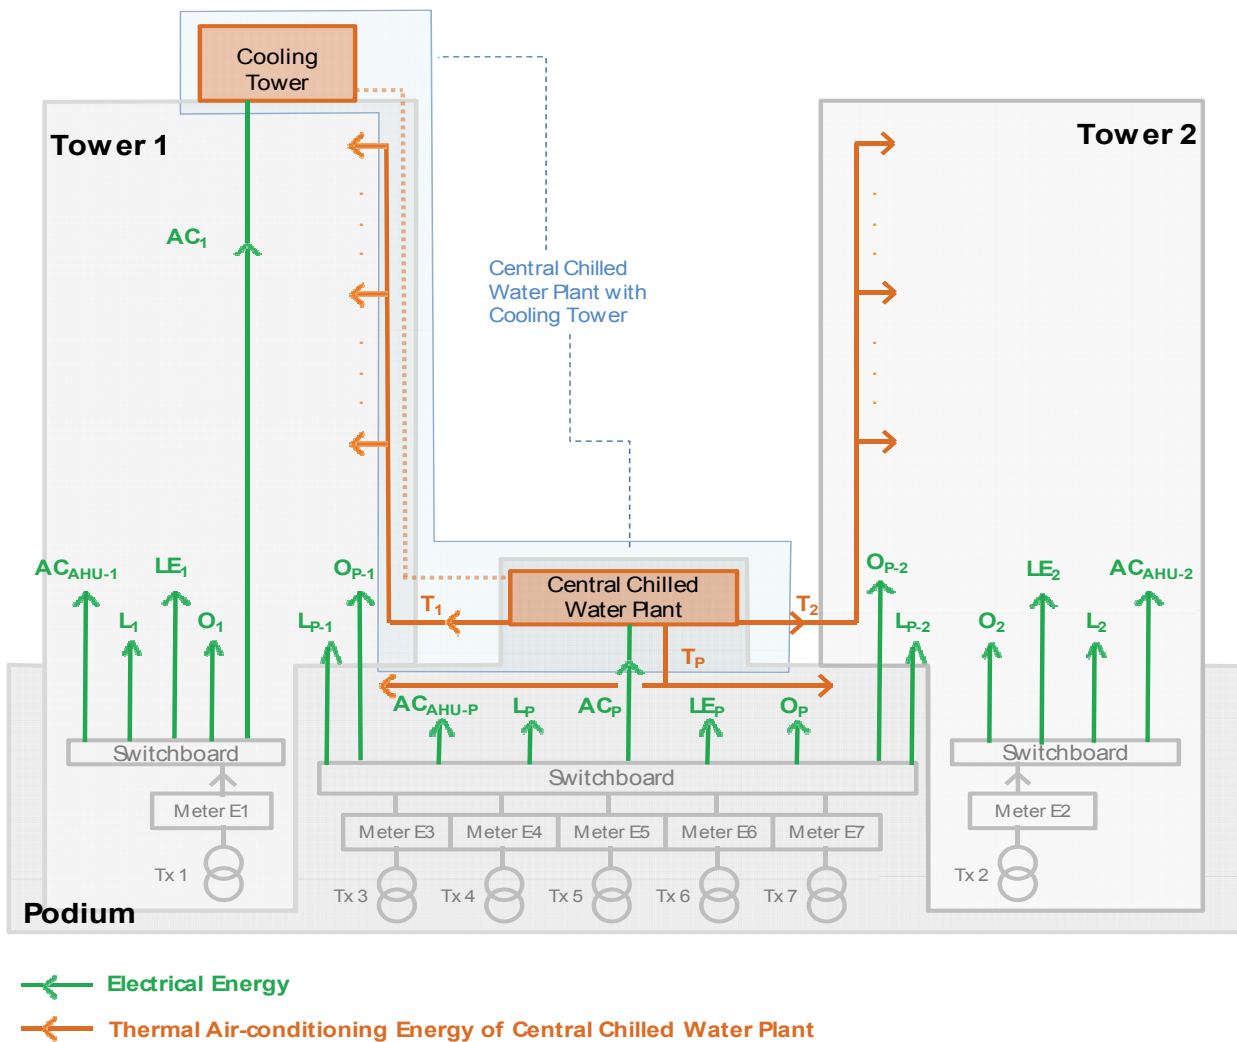 Cooling
Tower
Tower 1
Tower 2
AC1
Central Chilled
Water Plant with
Cooling Tower
ACAHU-1
LE1
OP-1
L1
O1
LP-1
T1
Central Chilled
Water Plant
T2
TP
OP-2
LP-2
O2
LE2
L2
ACAHU-2
ACAHU-P
LP
ACP
LEP
OP
Switchboard
Switchboard
Switchboard
Meter E1
Meter E3
Meter E4
Meter E5
Meter E6
Meter E7
Meter E2
Tx 1
Tx 3
Tx 4
Tx 5
Tx 6
Tx 7
Tx 2
Podium
Electrical Energy
Thermal Air-conditioning Energy of Central Chilled Water Plant